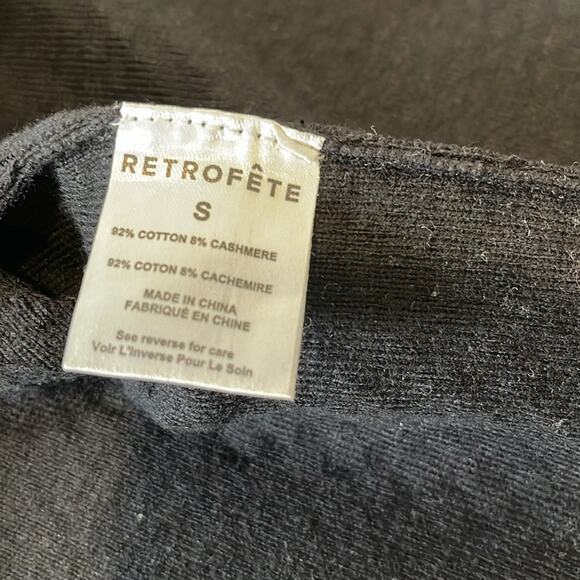 RETROFÊTE
S
92% COTTON 8% CASHMERE
92% COTON 8% CACHEMIRE
MADE IN CHINA
FABRIQUÉ EN CHINE
See reverse for care
Voir L'inverse Pour Le Soin